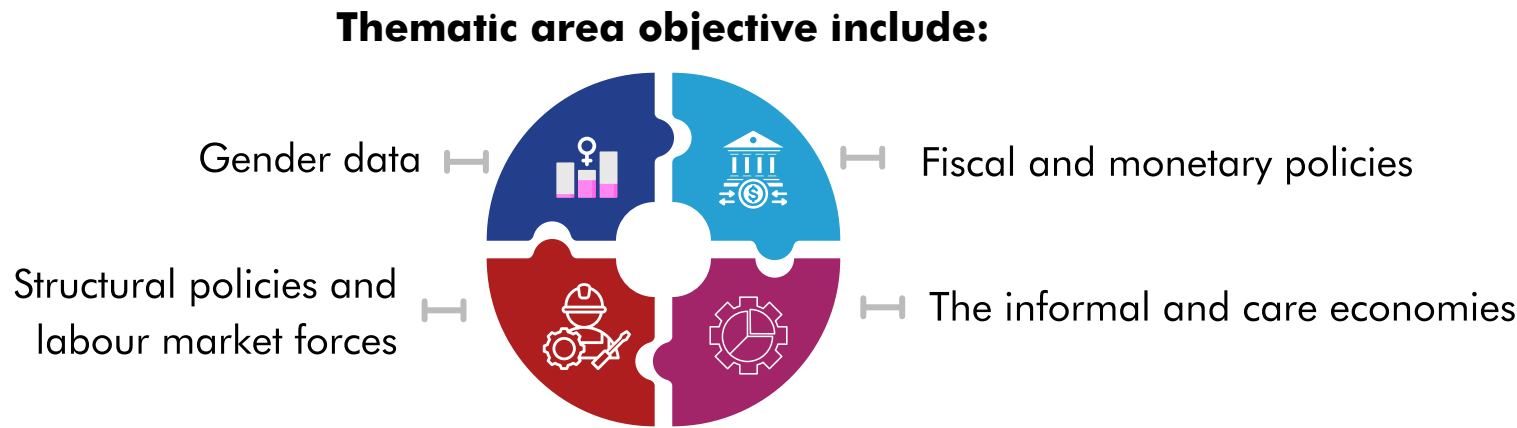 Thematic area objective include:
Gender data
Fiscal and monetary policies
Structural policies and
labour market forces
The informal and care economies
$